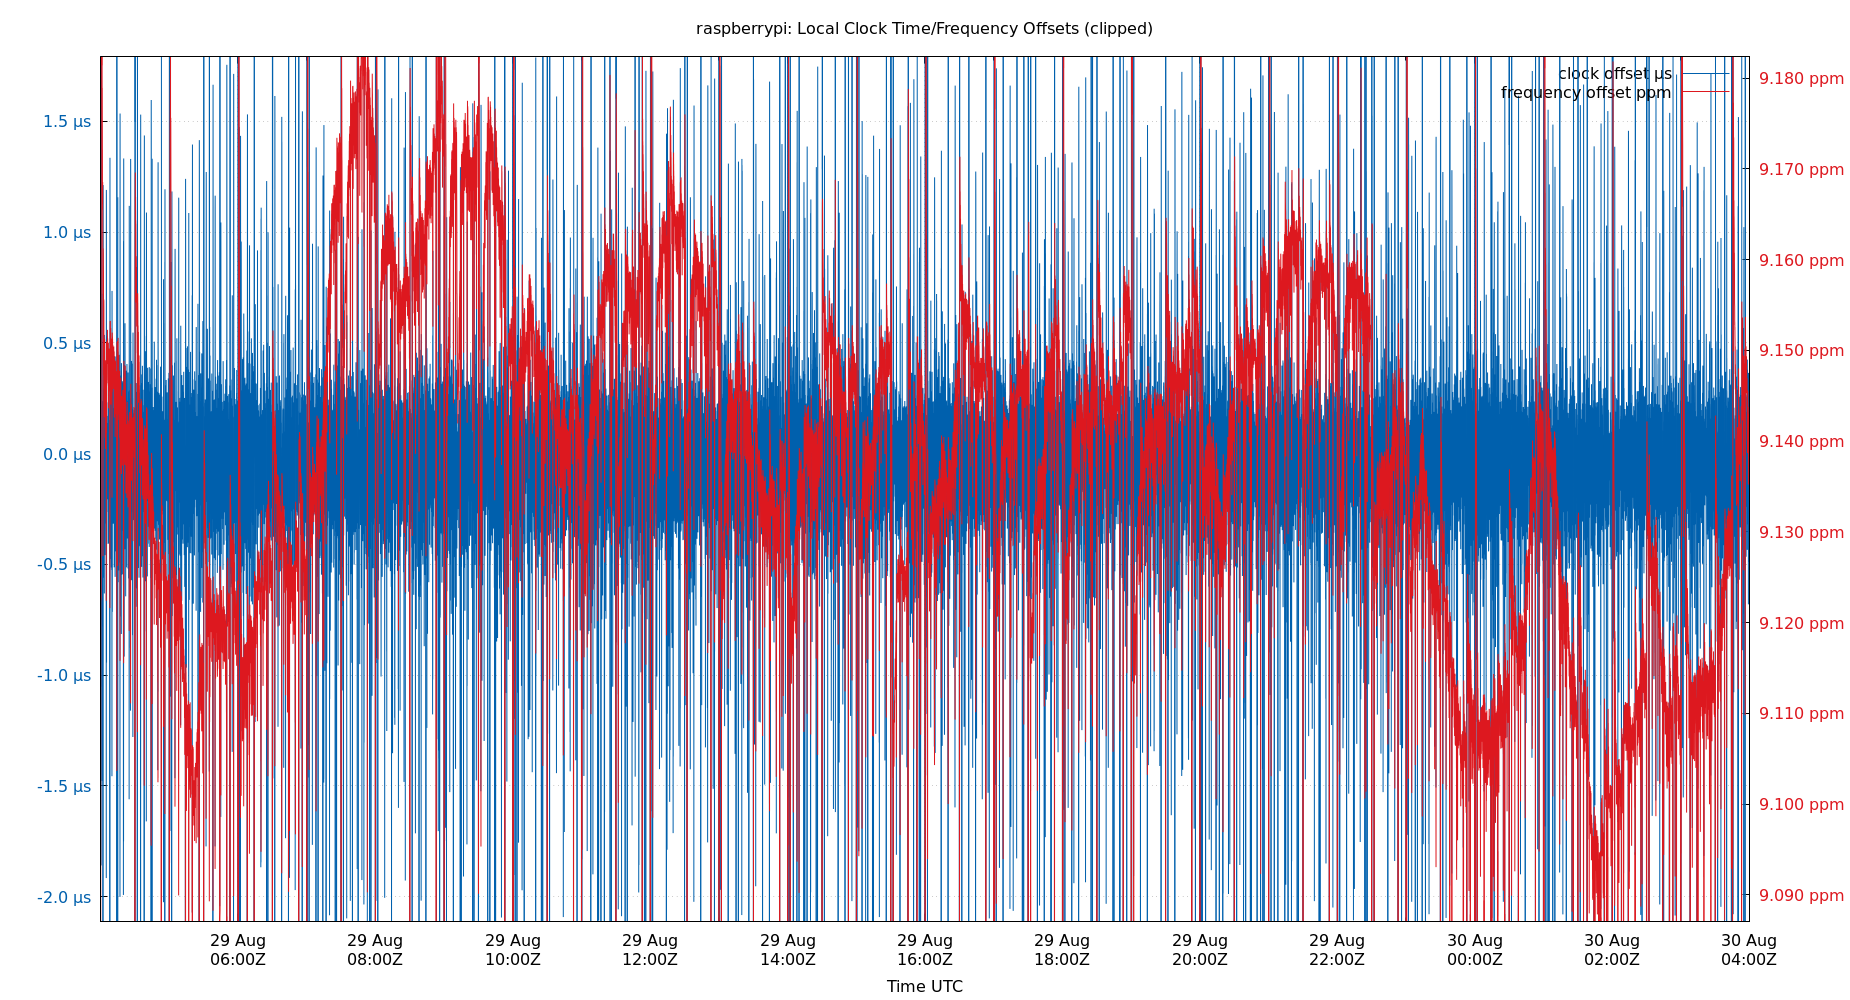 raspberrypi: Local Clock Time/Frequency Offsets (clipped)
clock offset µs
frequency offset ppm
1.5 µs
1.0 µs
0.5 µs
0.0 µs
-0.5 µs
-1.0 µs
-1.5 µs
-2.0 µs
9.180 ppm
9.170 ppm
9.160 ppm
9.150 ppm
9.140 ppm
9.130 ppm
9.120 ppm
9.110 ppm
9.100 ppm
9.090 ppm
29 Aug 29 Aug 29 Aug 29 Aug 29 Aug 29 Aug 29 Aug 29 Aug 29 Aug 30 Aug 30 Aug 30 Aug
06:00Z 08:00Z 10:00Z 12:00Z 14:00Z 16:00Z 18:00Z 20:00Z 22:00Z 00:00Z 02:00Z 04:00Z
Time UTC